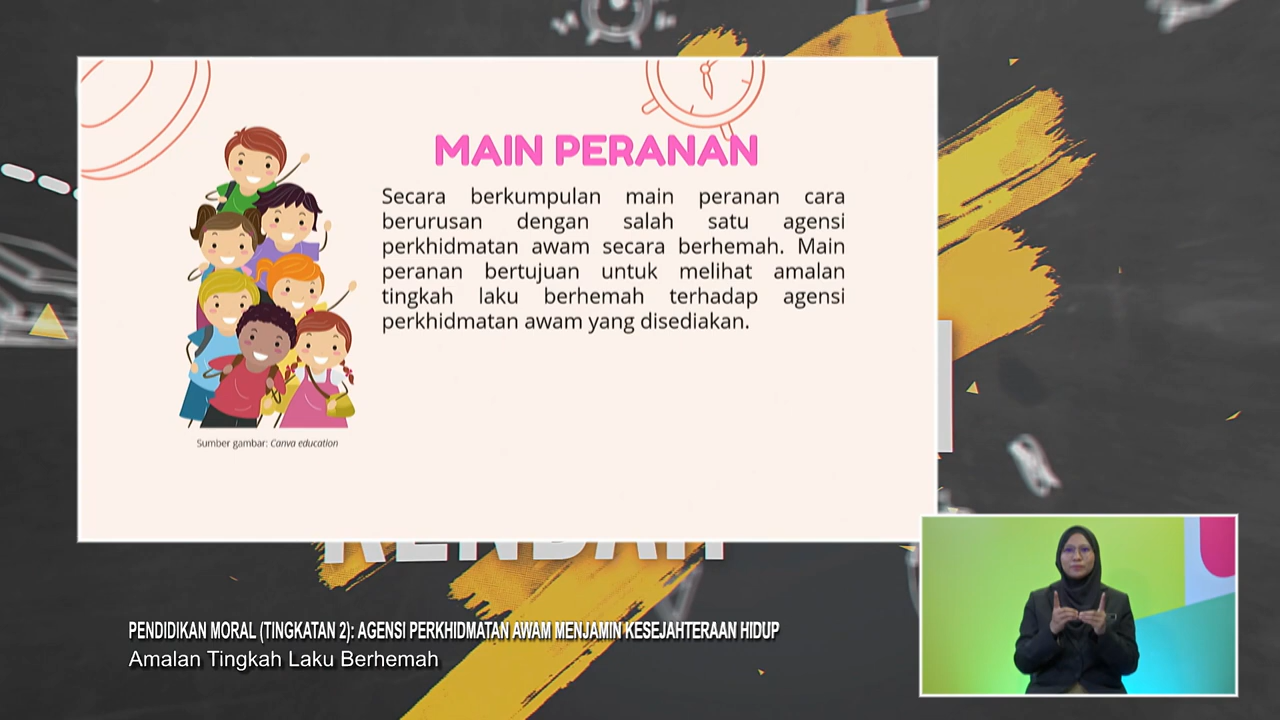 MAIN PERANAN
Secara berkumpulan main peranan cara
berurusan dengan salah satu agensi
perkhidmatan awam secara berhemah. Main
peranan bertujuan untuk melihat amalan
tingkah laku berhemah terhadap agensi
perkhidmatan awam yang disediakan.
Sumber gambar: Canva education
PENDIDIKAN MORAL (TINGKATAN 2): AGENSI PERKHIDMATAN AWAM MENJAMIN KESEJAHTERAAN HIDUP
Amalan Tingkah Laku Berhemah